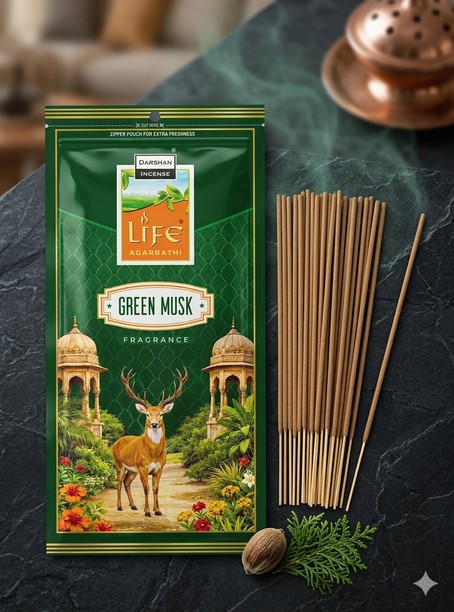 CUT HERE
ZIPPER POUCH FOR EXTRA FRESHNESS
DARSHAN
INCENSE
LIFE®
AGARBATHI
GREEN MUSK
FRAGRANCE